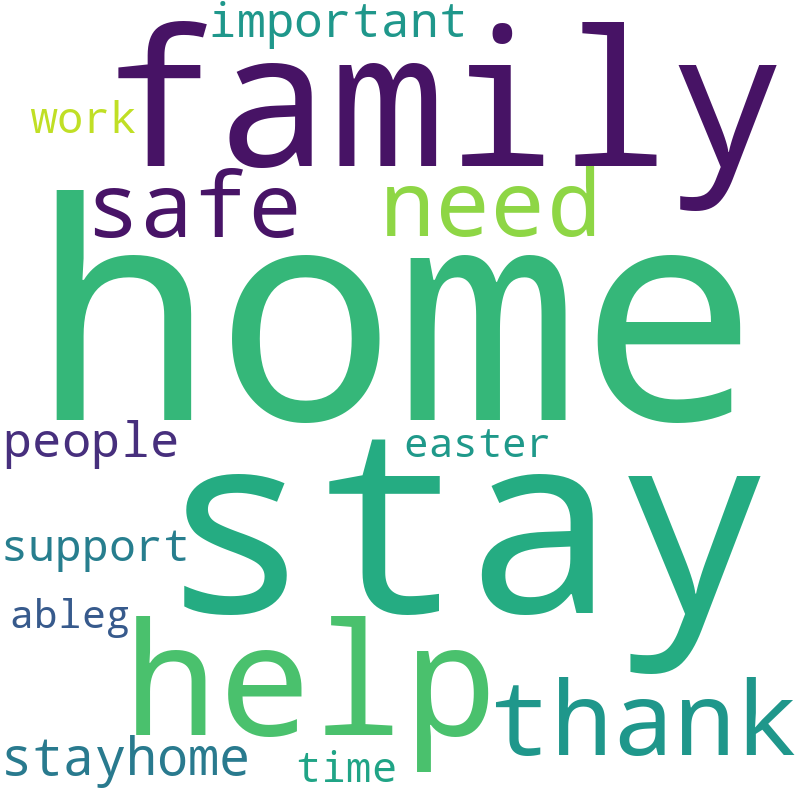 important
family
work
safe need
home
people easter
stay
support
ableg
help
thank
stayhome
time